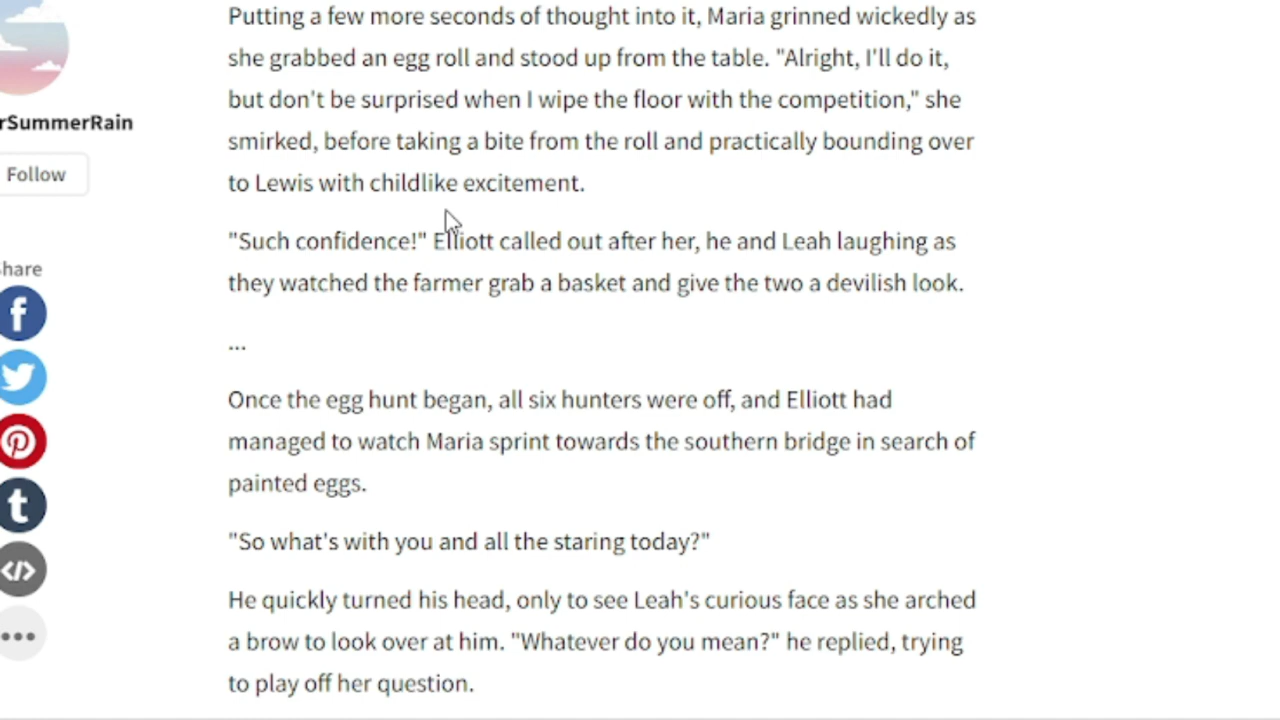 Putting a few more seconds of thought into it, Maria grinned wickedly as
she grabbed an egg roll and stood up from the table. "Alright, I'll do it,
but don't be surprised when I wipe the floor with the competition," she
smirked, before taking a bite from the roll and practically bounding over
to Lewis with childlike excitement.
"Such confidence!" Elliott called out after her, he and Leah laughing as
they watched the farmer grab a basket and give the two a devilish look.
...
Once the egg hunt began, all six hunters were off, and Elliott had
managed to watch Maria sprint towards the southern bridge in search of
painted eggs.
"So what's with you and all the staring today?"
He quickly turned his head, only to see Leah's curious face as she arched
a brow to look over at him. "Whatever do you mean?" he replied, trying
to play off her question.
rSummerRain
Follow
hare